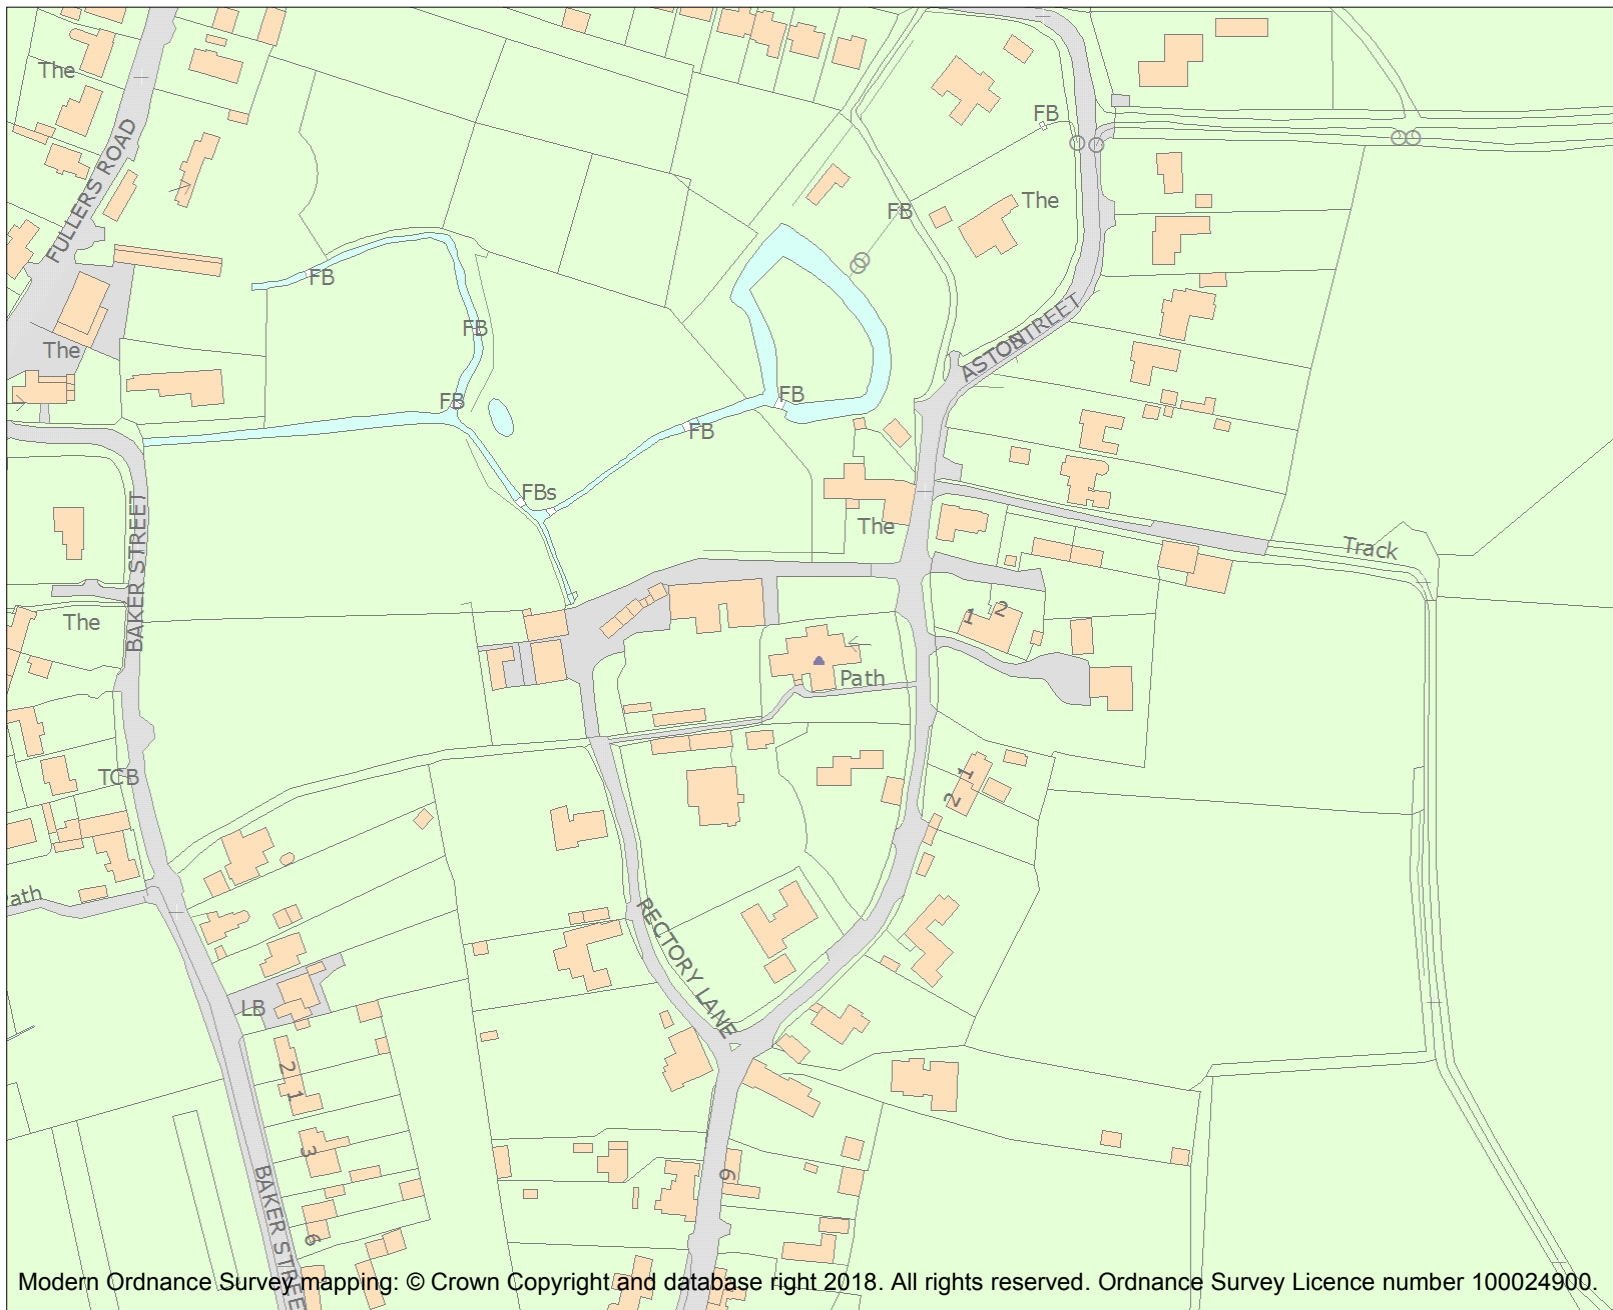 The
FULLERS ROAD
FB
FB
The
FB
FB
ASTON STREET
The
FB
FB
FB
FB
FBs
BAKER STREET
The
Track
The
1
2
Path
TCB
1
2
ath
RECTORY LANE
LB
2
1
3
BAKER STREE
6
6
Modern Ordnance Survey mapping: © Crown Copyright and database right 2018. All rights reserved. Ordnance Survey Licence number 100024900.